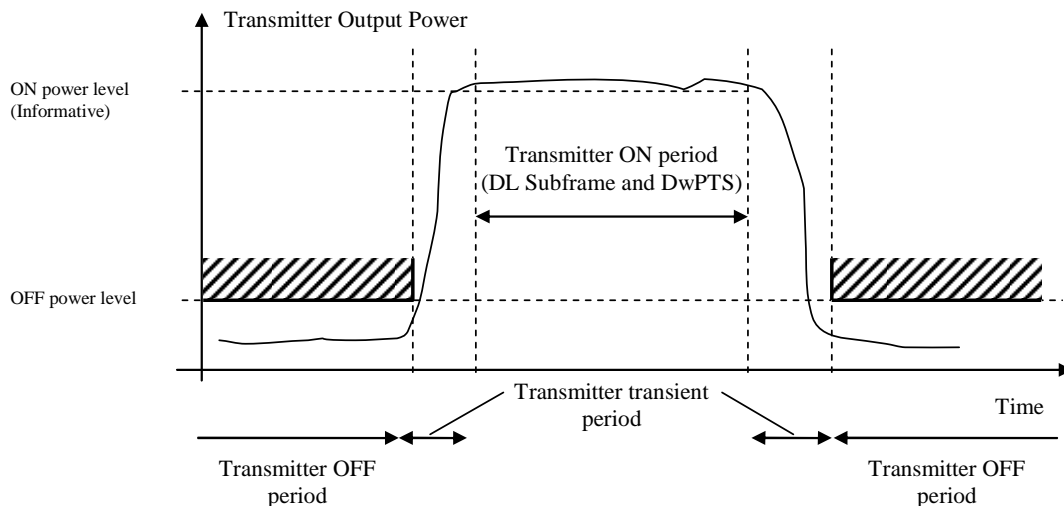 Transmitter Output Power
ON power level
(Informative)
Transmitter ON period
(DL Subframe and DwPTS)
OFF power level
Transmitter transient
period
Time
Transmitter OFF
period
Transmitter OFF
period